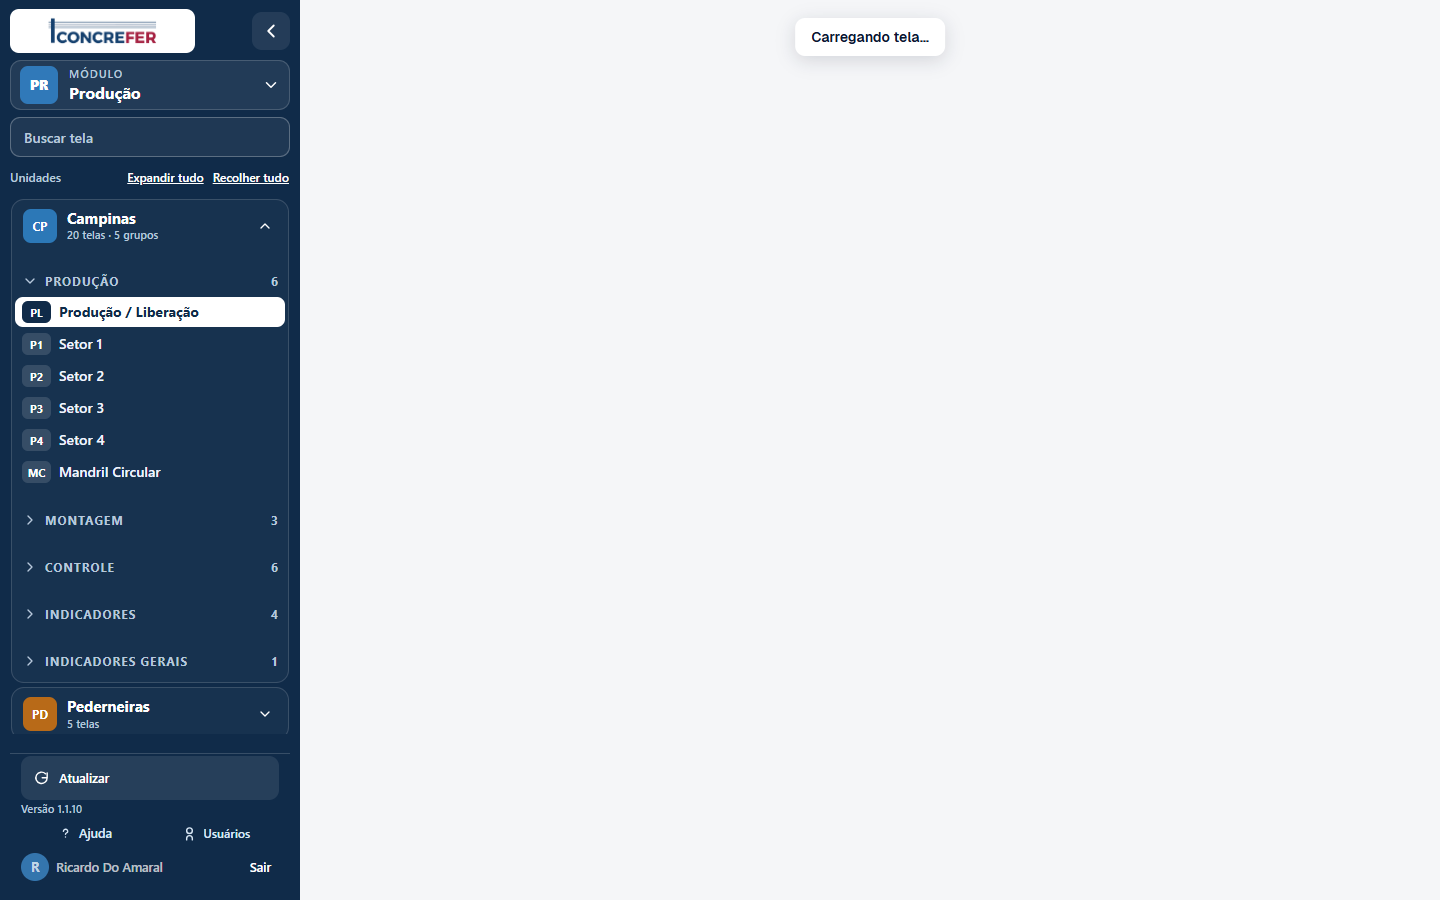 CONCREFER
PR
MÓDULO
Produção
Buscar tela
Unidades Expandir tudo Recolher tudo
CP
Campinas
20 telas · 5 grupos
PRODUÇÃO 6
PL Produção / Liberação
P1 Setor 1
P2 Setor 2
P3 Setor 3
P4 Setor 4
MC Mandril Circular
MONTAGEM 3
CONTROLE 6
INDICADORES 4
INDICADORES GERAIS 1
PD
Pederneiras
5 telas
Atualizar
Versão 1.1.10
? Ajuda Usuários
R Ricardo Do Amaral Sair
Carregando tela...